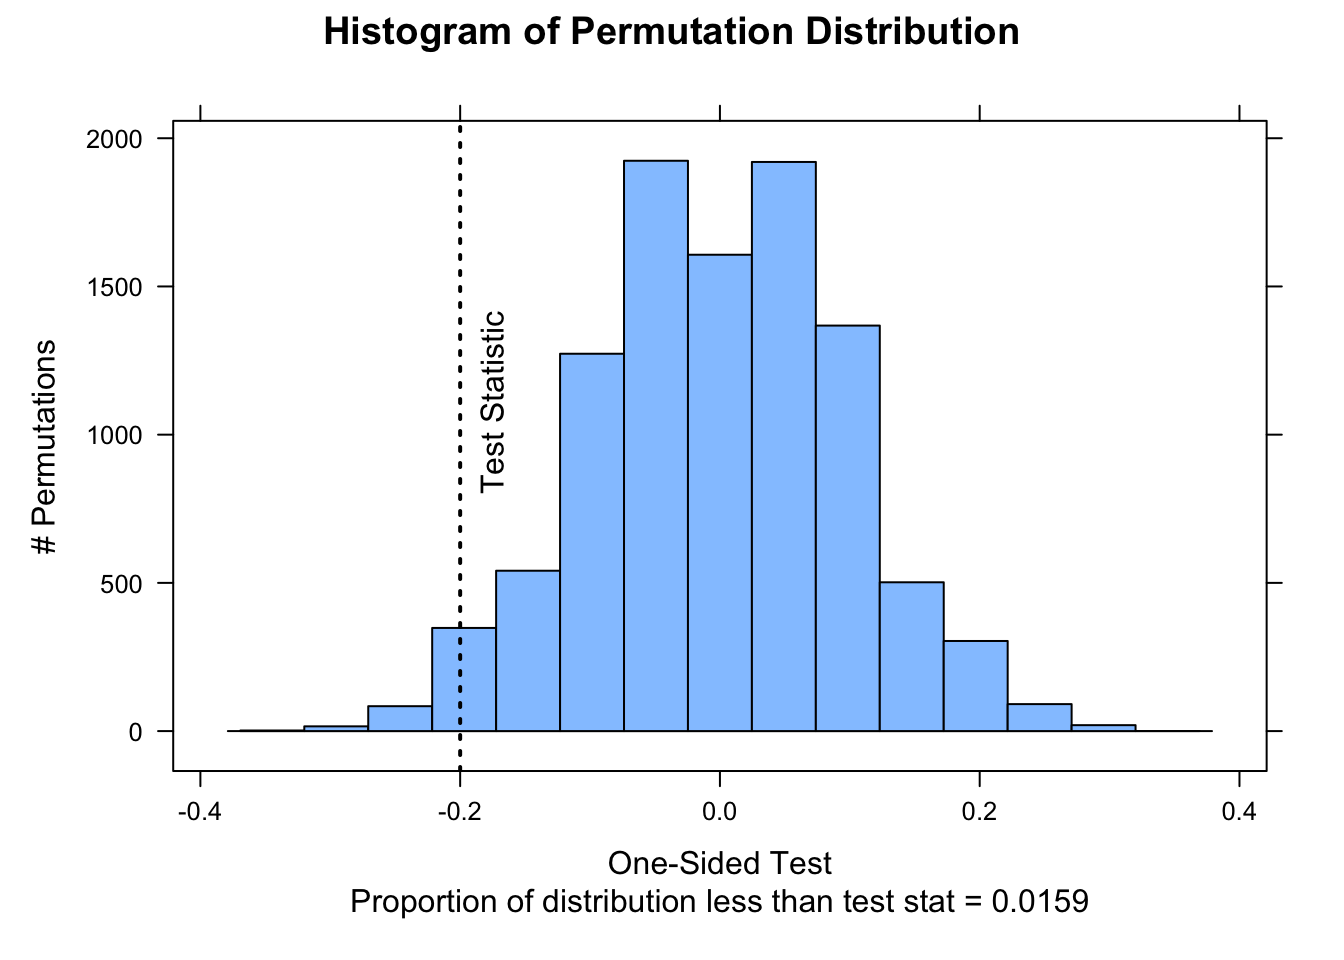 Histogram of Permutation Distribution
2000
1500
1000
500
0
# Permutations
Test Statistic
-0.4
-0.2
0.0
0.2
0.4
One-Sided Test
Proportion of distribution less than test stat = 0.0159